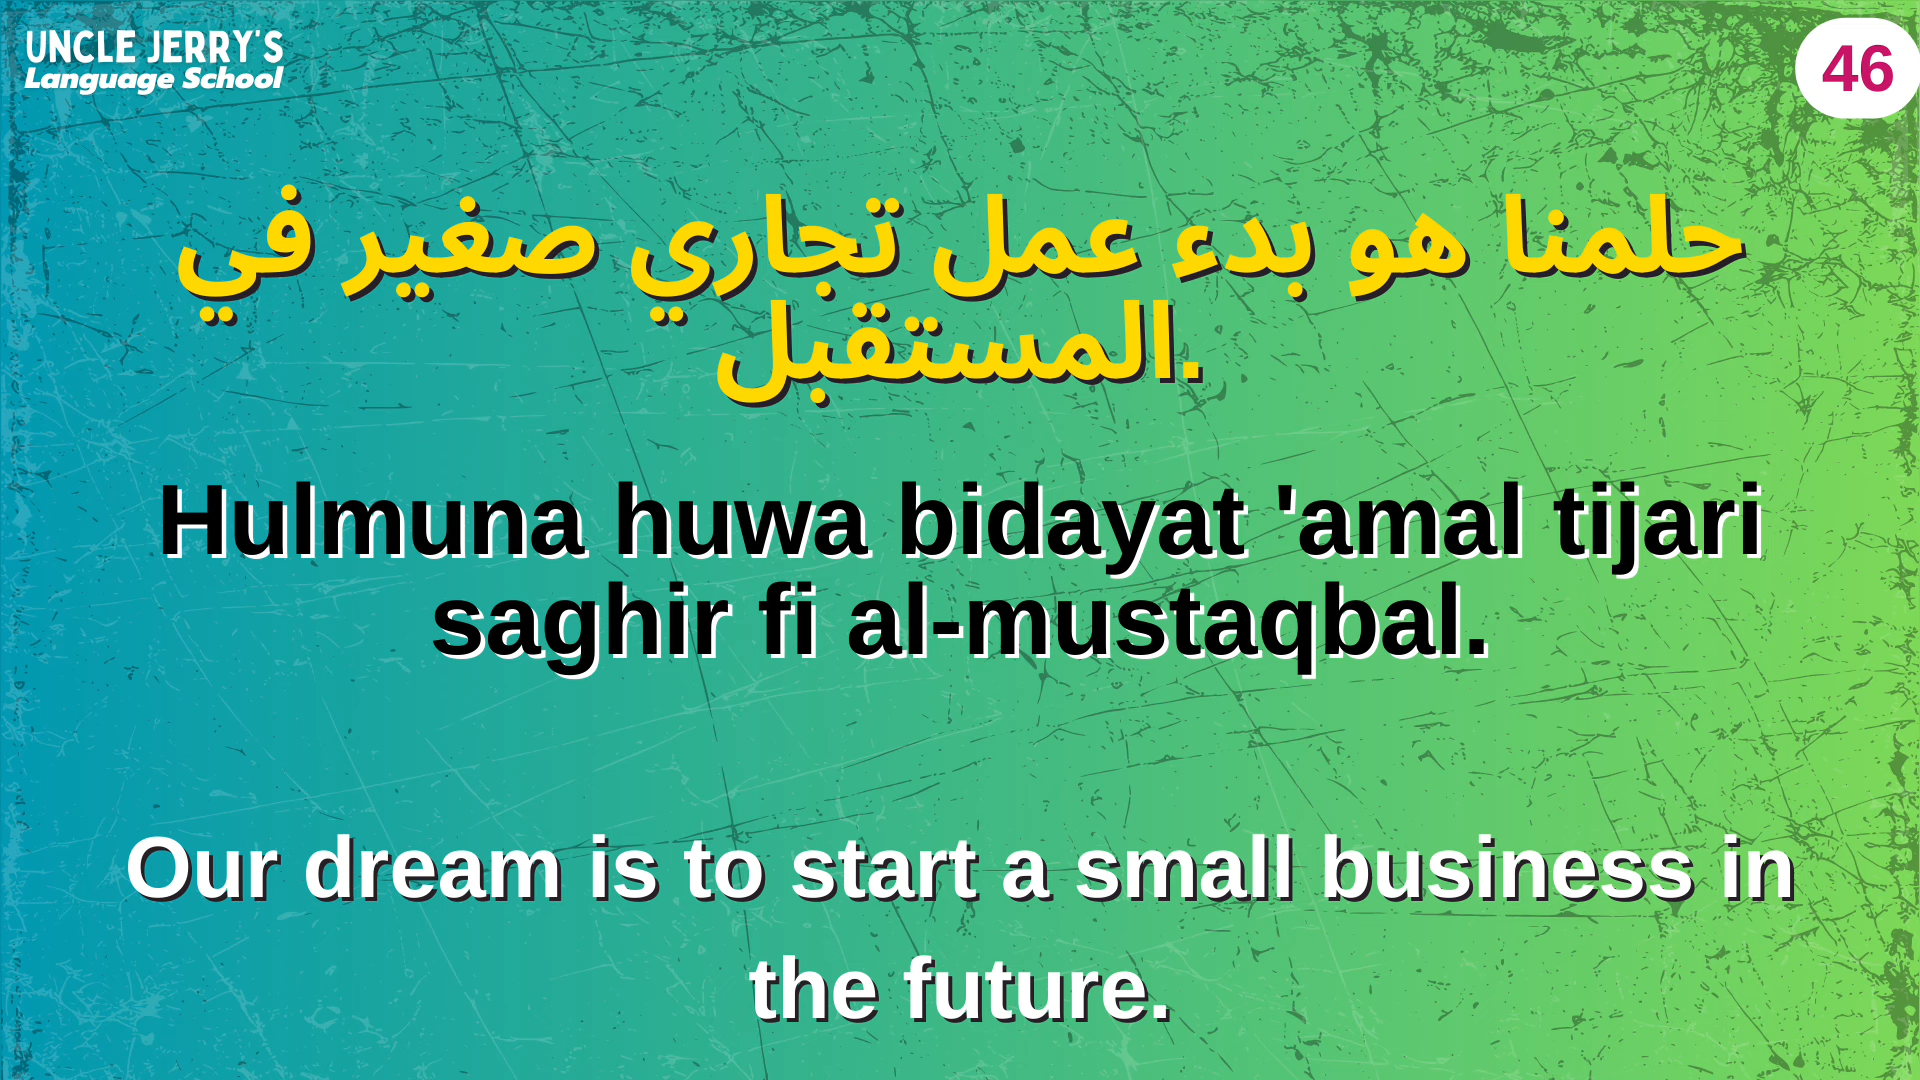 UNCLE JERRY'S
Language School
46
حلمنا هو بدء عمل تجاري صغير في
المستقبل.
Hulmuna huwa bidayat 'amal tijari
saghir fi al-mustaqbal.
Our dream is to start a small business in
the future.